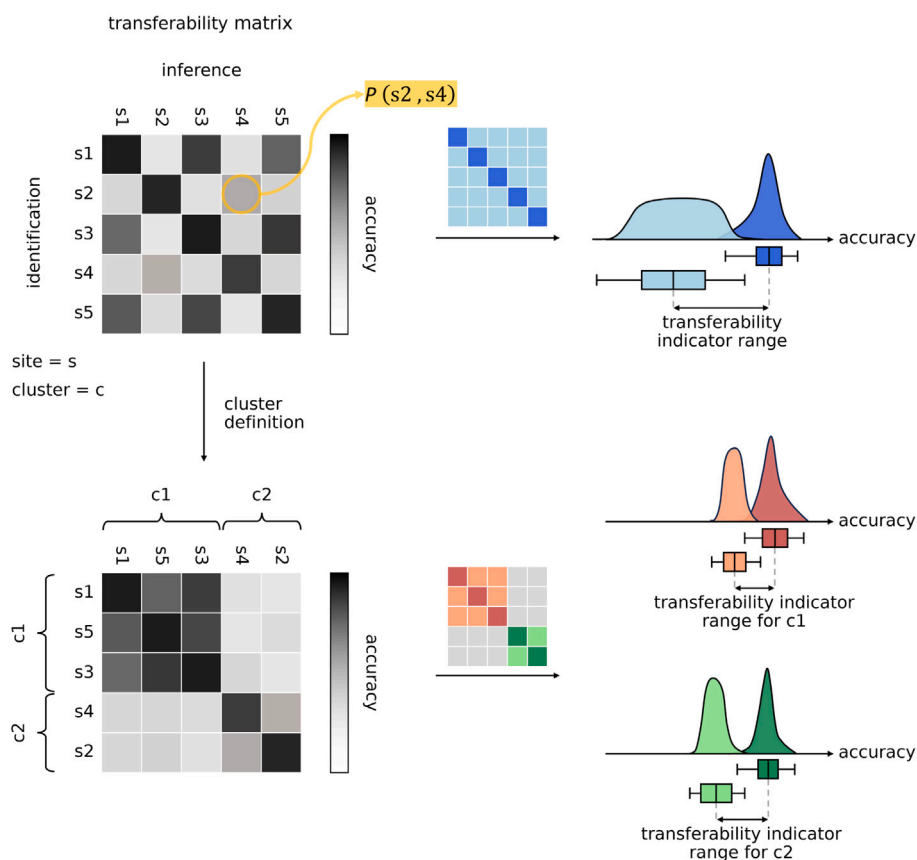 transferability matrix
inference
P (s2 , s4)
s1 s2 s3 s4 s5
identification
s1
s2
s3
s4
s5
accuracy
accuracy
transferability
indicator range
site = s
cluster = c
cluster
definition
c1 c2
s1 s5 s3 s4 s2
c1
c2
s1
s5
s3
s4
s2
accuracy
accuracy
transferability indicator
range for c1
accuracy
transferability indicator
range for c2